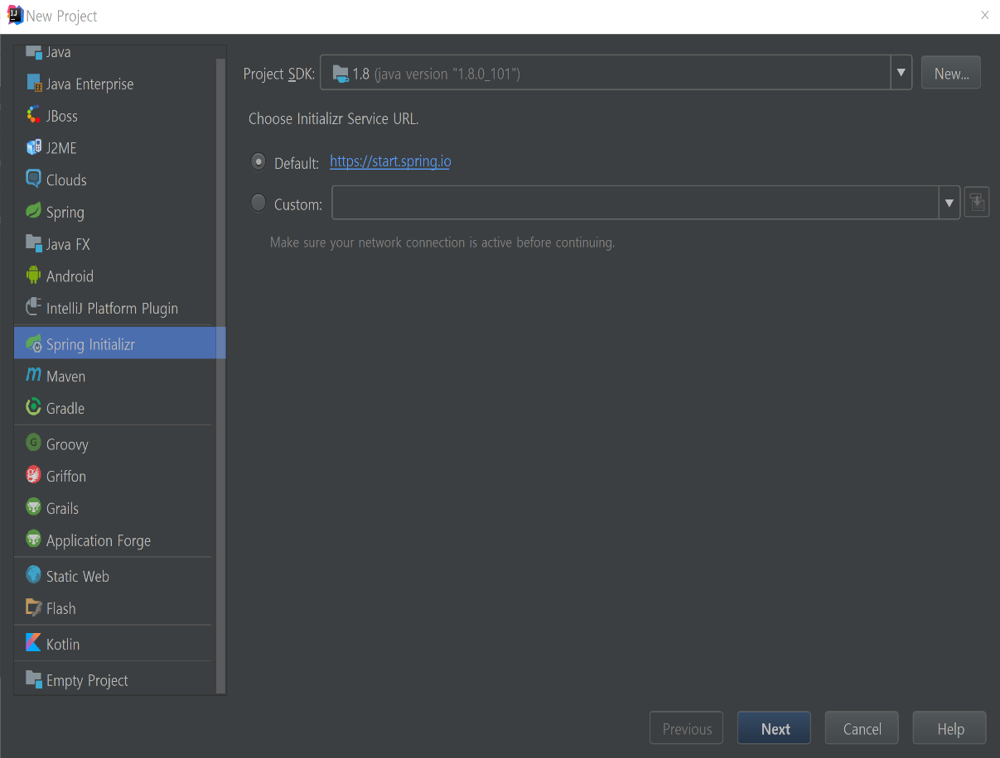 New Project
Java
Java Enterprise
JBoss
J2ME
Clouds
Spring
Java FX
Android
IntelliJ Platform Plugin
Spring Initializr
Maven
Gradle
Groovy
Griffon
Grails
Application Forge
Static Web
Flash
Kotlin
Empty Project
Project SDK: 1.8 (java version "1.8.0_101") New...
Choose Initializr Service URL.
Default: https://start.spring.io
Custom:
Make sure your network connection is active before continuing.
Previous Next Cancel Help